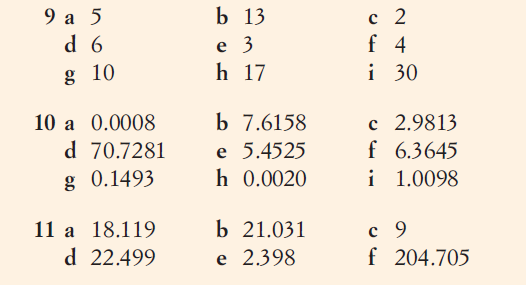 9 a 5 b 13 c 2
d 6 e 3 f 4
g 10 h 17 i 30
10 a 0.0008 b 7.6158 c 2.9813
d 70.7281 e 5.4525 f 6.3645
g 0.1493 h 0.0020 i 1.0098
11 a 18.119 b 21.031 c 9
d 22.499 e 2.398 f 204.705